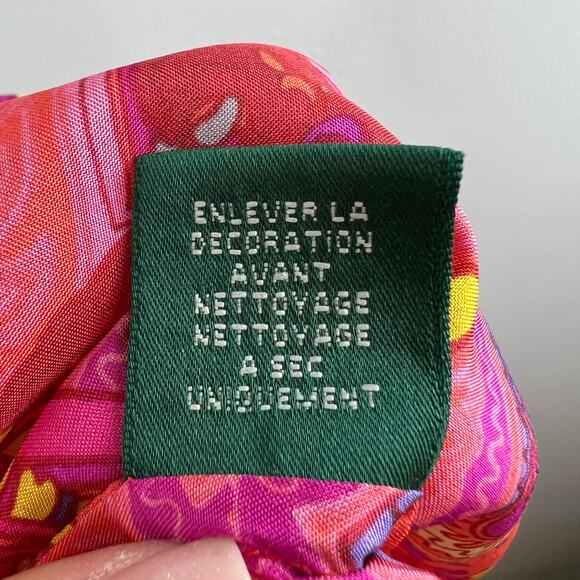 ENLEVER LA
DECORATION
AVANT
NETTOYAGE
NETTOYAGE
A SEC
UNIQUEMENT